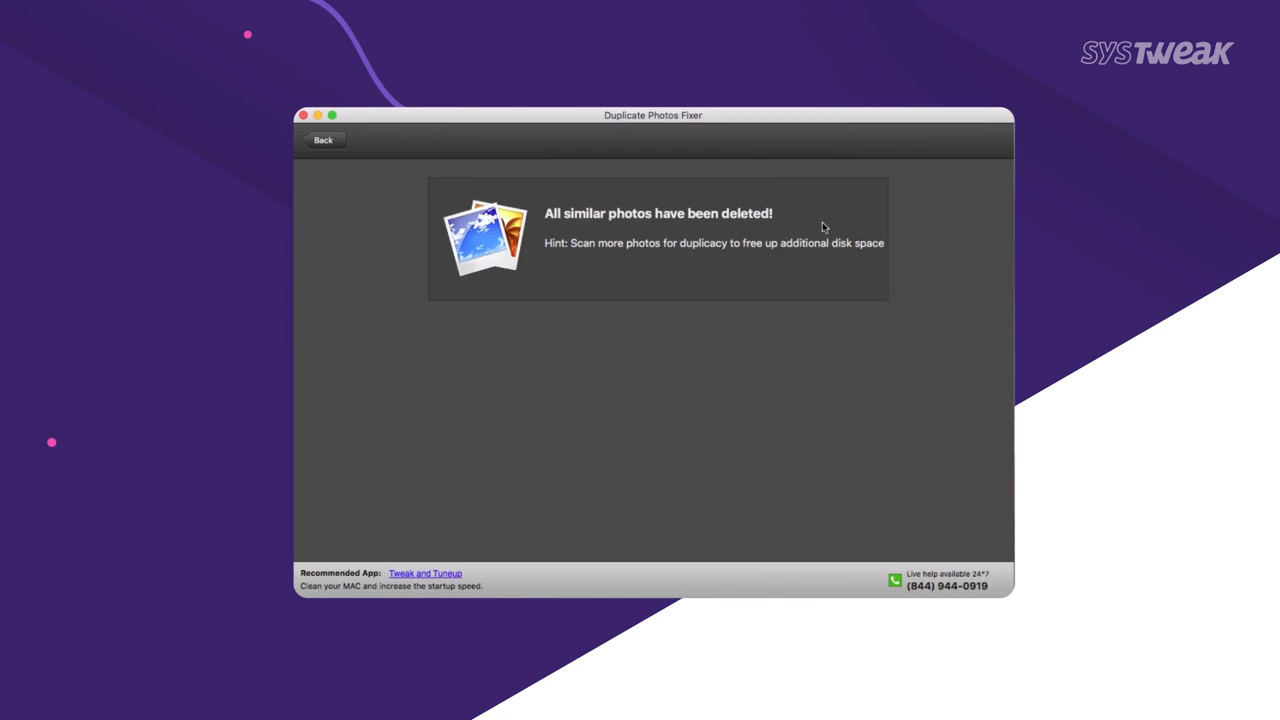 SYSTWEAK
Duplicate Photos Fixer
Back
All similar photos have been deleted!
Hint: Scan more photos for duplicacy to free up additional disk space
Recommended App: Tweak and Tuneup
Clean your MAC and increase the startup speed.
Live help available 24*7
(844) 944-0919